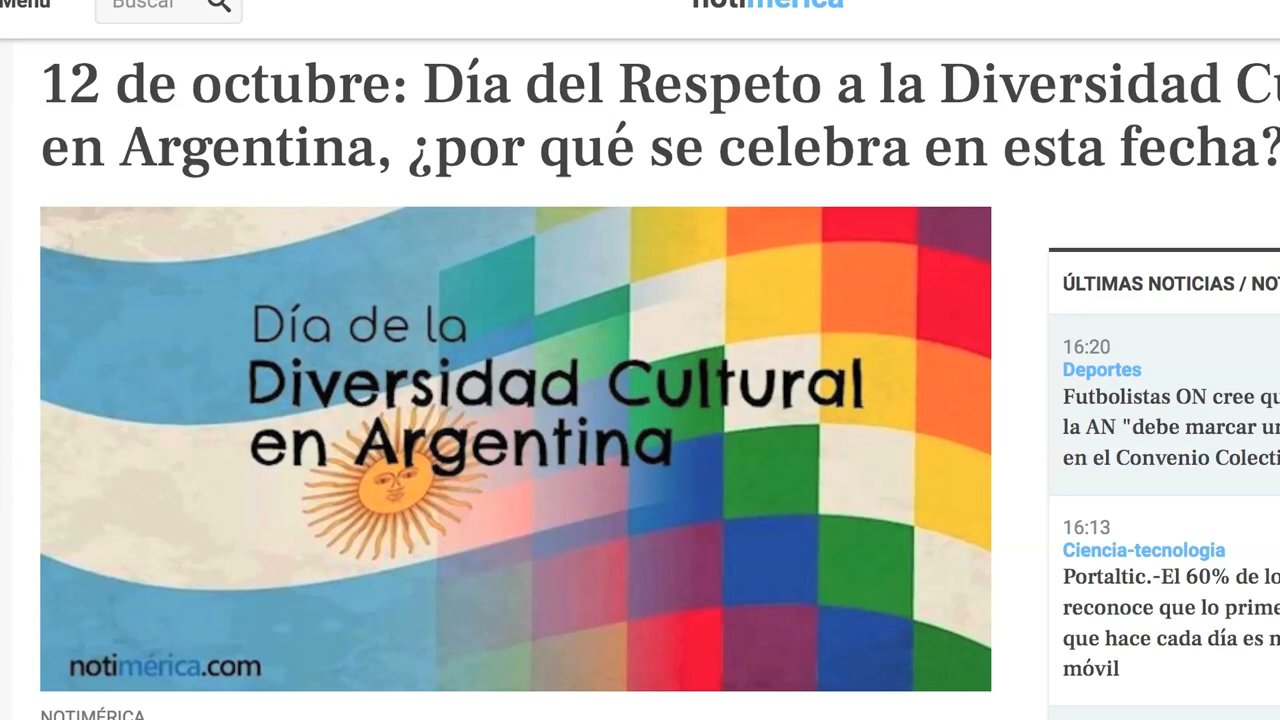 Menú
Buscar
notimérica
12 de octubre: Día del Respeto a la Diversidad
en Argentina, ¿por qué se celebra en esta fecha?
Día de la
Diversidad Cultural
en Argentina
notimérica.com
NOTIMÉRICA
ÚLTIMAS NOTICIAS /
16:20
Deportes
Futbolistas ON cree
la AN "debe marcar
en el Convenio
16:13
Ciencia-tecnologia
Portaltic.-El 60% de
reconoce que lo
que hace cada día es
móvil